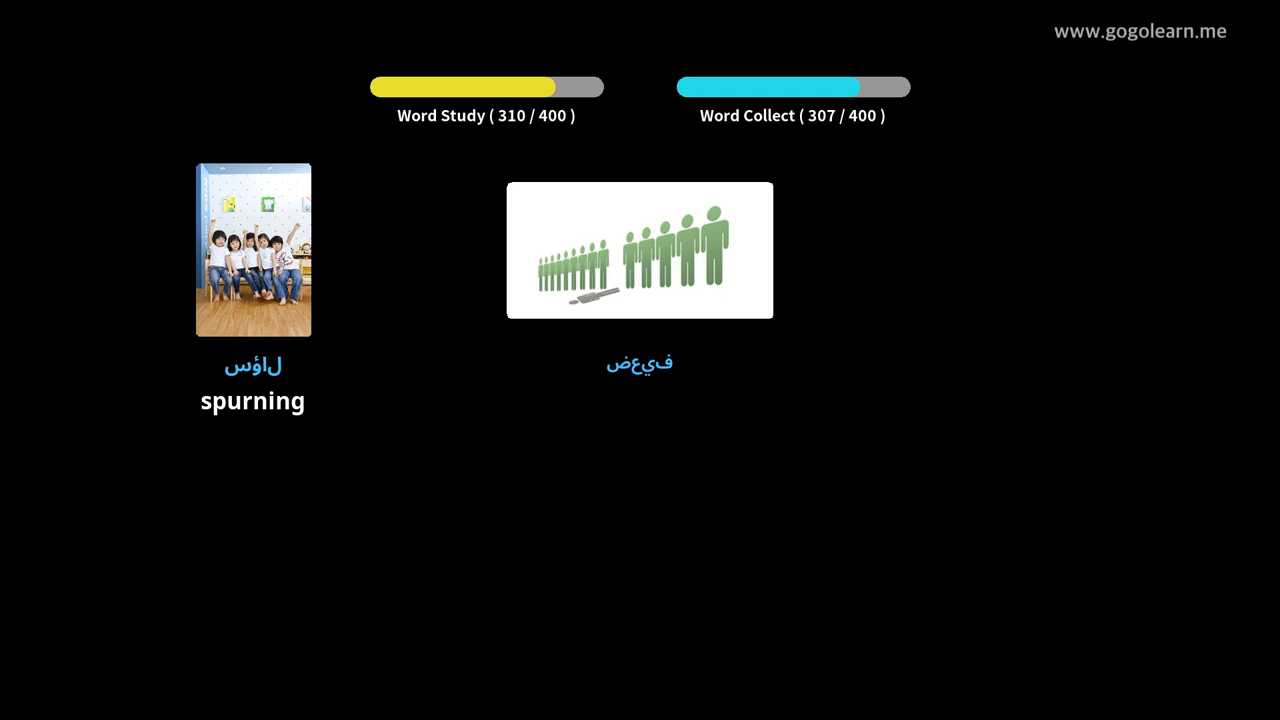 www.gogolearn.me
Word Study ( 310 / 400 )
Word Collect ( 307 / 400 )
لاؤس
spurning
فيعض